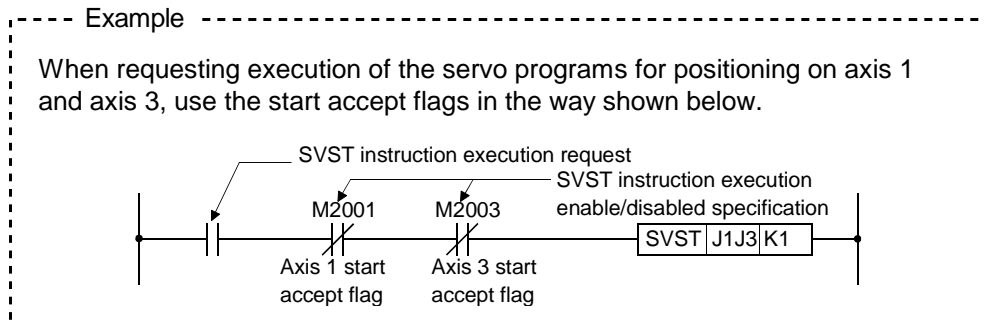 Example
When requesting execution of the servo programs for positioning on axis 1
and axis 3, use the start accept flags in the way shown below.
SVST instruction execution request
SVST instruction execution
enable/disabled specification
M2001 M2003
SVST J1J3 K1
Axis 1 start Axis 3 start
accept flag accept flag